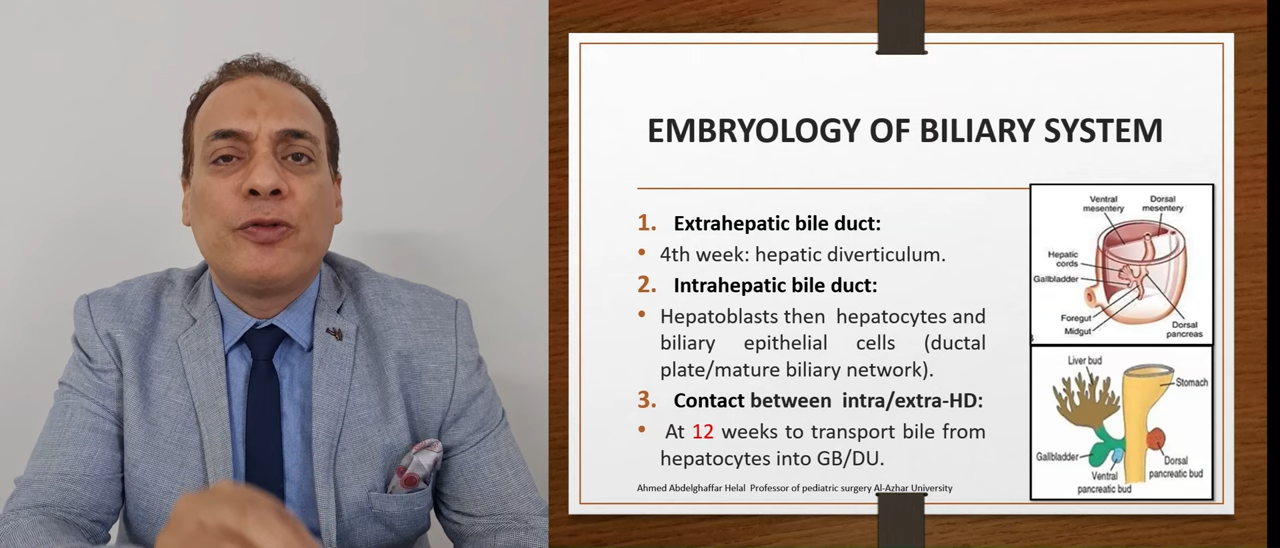 EMBRYOLOGY OF BILIARY SYSTEM
1. Extrahepatic bile duct:
• 4th week: hepatic diverticulum.
2. Intrahepatic bile duct:
• Hepatoblasts then hepatocytes and
biliary epithelial cells (ductal
plate/mature biliary network).
3. Contact between intra/extra-HD:
• At 12 weeks to transport bile from
hepatocytes into GB/DU.
Ahmed Abdelghaffar Helal Professor of pediatric surgery Al-Azhar University
Ventral
mesentery
Dorsal
mesentery
Hepatic
cords
Gallbladder
Foregut
Midgut
Dorsal
pancreas
B
Liver bud
Stomach
Gallbladder
Ventral
pancreatic bud
Dorsal
pancreatic bud